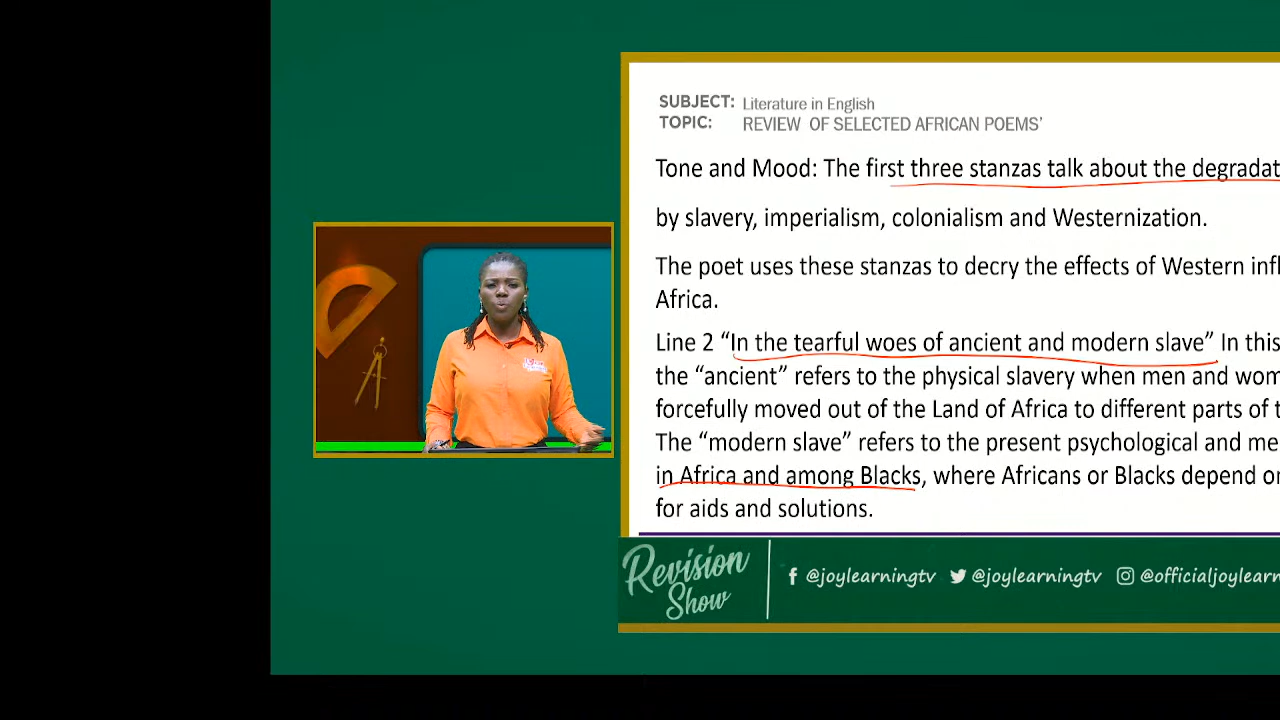 SUBJECT: Literature in English
TOPIC: REVIEW OF SELECTED AFRICAN POEMS’
Tone and Mood: The first three stanzas talk about the degradat
by slavery, imperialism, colonialism and Westernization.
The poet uses these stanzas to decry the effects of Western infl
Africa.
Line 2 “In the tearful woes of ancient and modern slave” In this
the “ancient” refers to the physical slavery when men and wom
forcefully moved out of the Land of Africa to different parts of t
The “modern slave” refers to the present psychological and me
in Africa and among Blacks, where Africans or Blacks depend or
for aids and solutions.
Revision
Show
@joylearningtv @joylearningtv @officialjoylearn